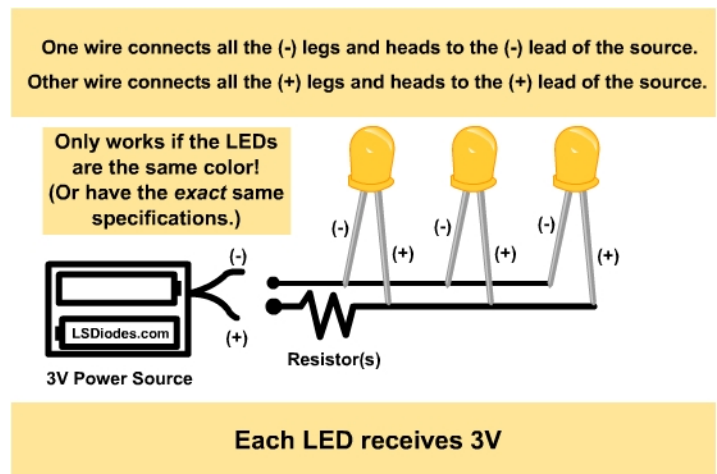 One wire connects all the (-) legs and heads to the (-) lead of the source.
Other wire connects all the (+) legs and heads to the (+) lead of the source.
Only works if the LEDs
are the same color!
(Or have the exact same
specifications.)
(-)
(+)
(-)
(+)
(-)
(+)
(-)
(+)
LSDiodes.com
3V Power Source
Resistor(s)
Each LED receives 3V